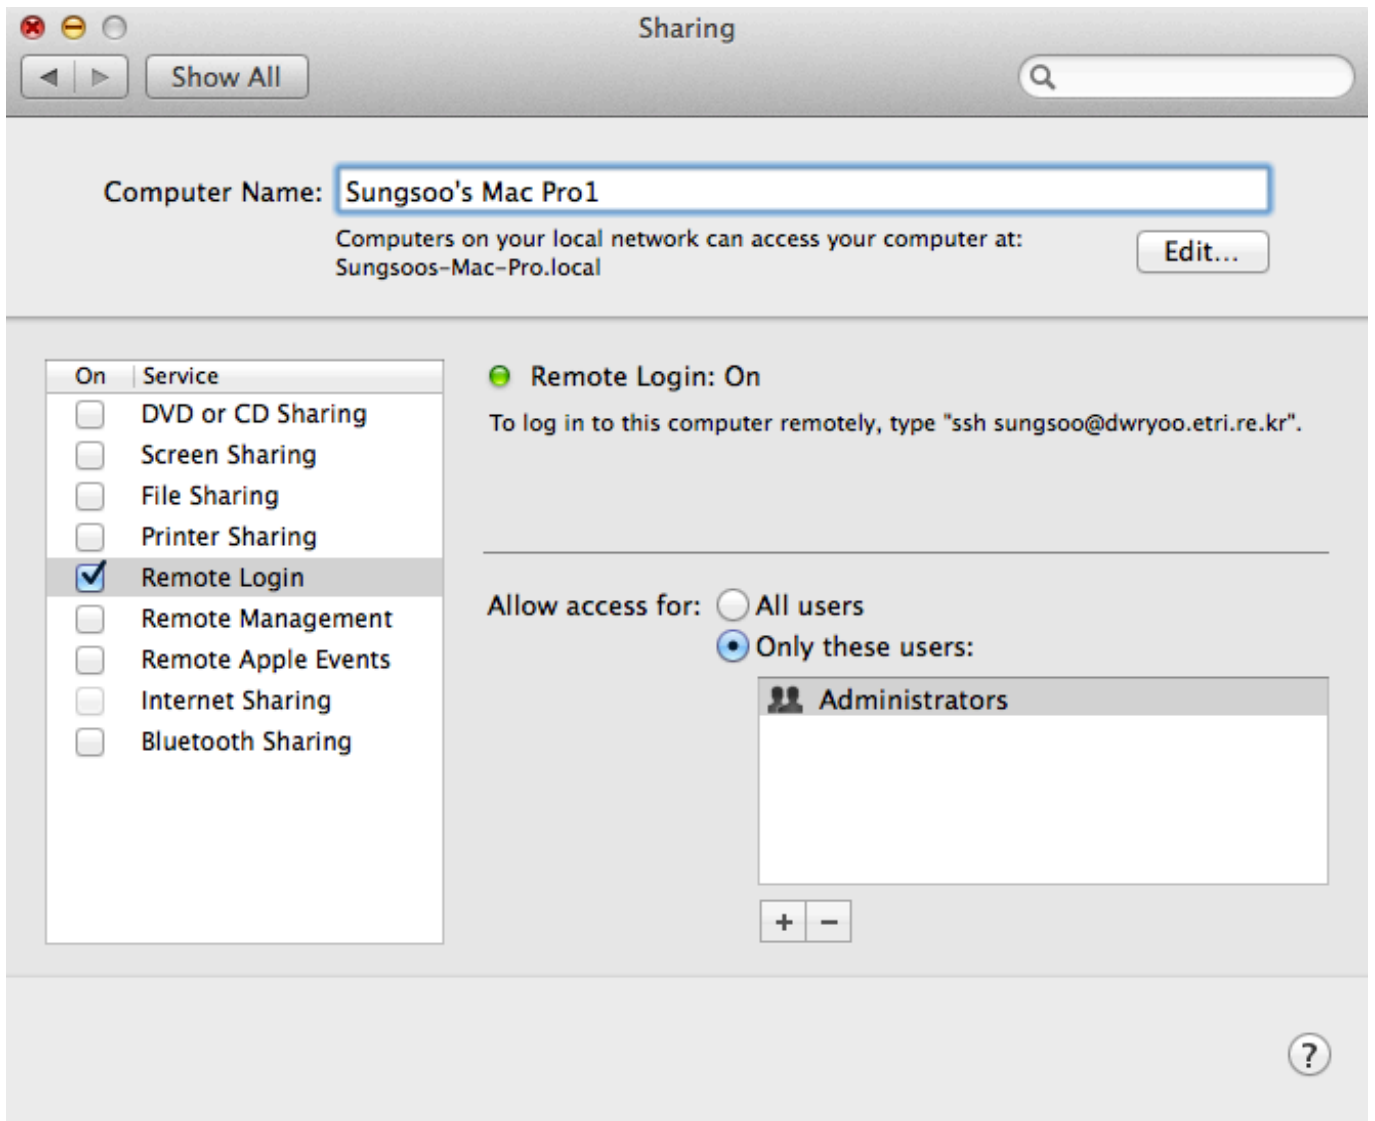 Sharing
Show All
Computer Name: Sungsoo's Mac Pro1
Computers on your local network can access your computer at:
Sungsoos-Mac-Pro.local
Edit...
On Service
DVD or CD Sharing
Screen Sharing
File Sharing
Printer Sharing
Remote Login
Remote Management
Remote Apple Events
Internet Sharing
Bluetooth Sharing
Remote Login: On
To log in to this computer remotely, type "ssh sungsoo@dwryoo.etri.re.kr".
Allow access for: All users
Only these users:
Administrators
+ −
?